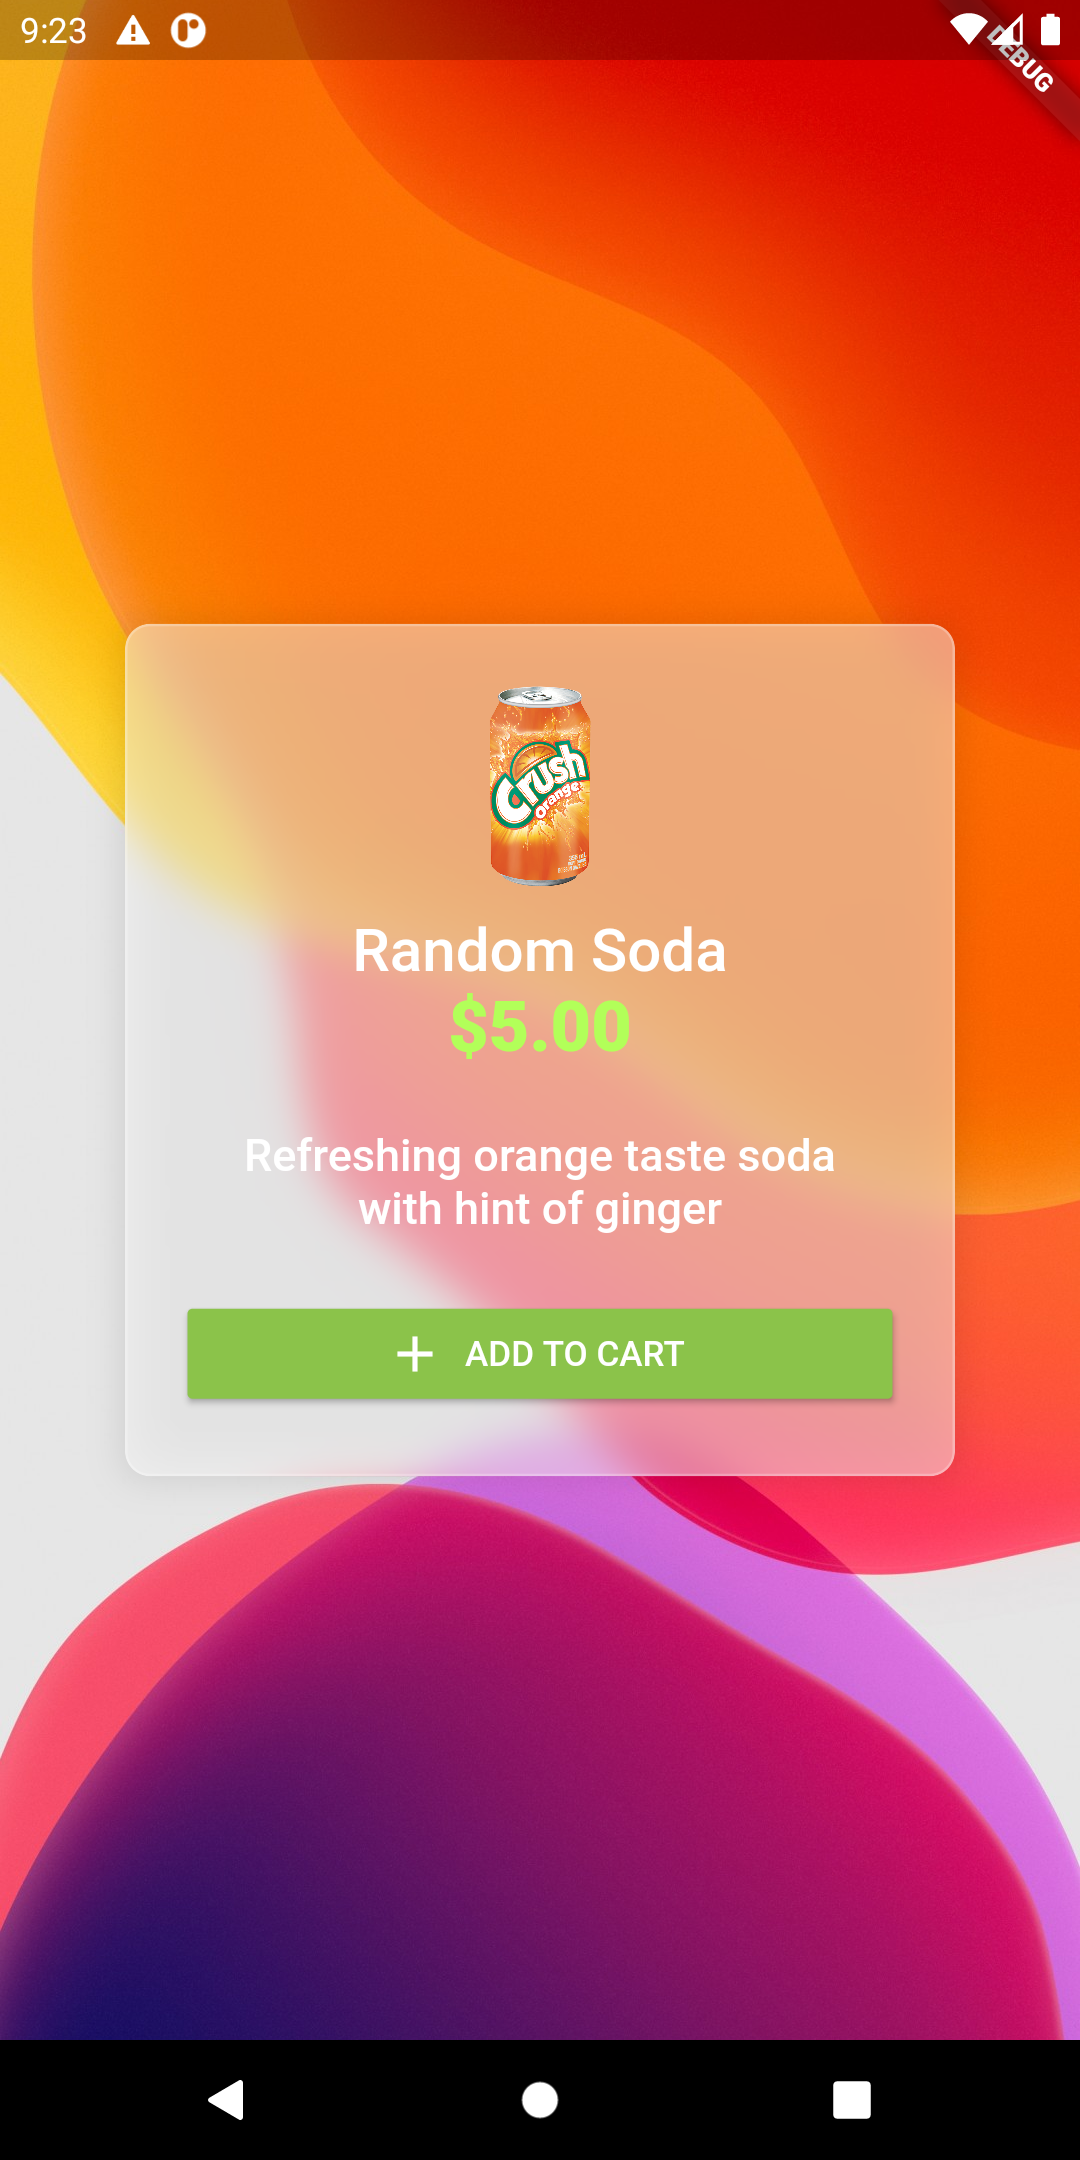 9:23
DEBUG
Crush
Orange
Random Soda
$5.00
Refreshing orange taste soda
with hint of ginger
ADD TO CART